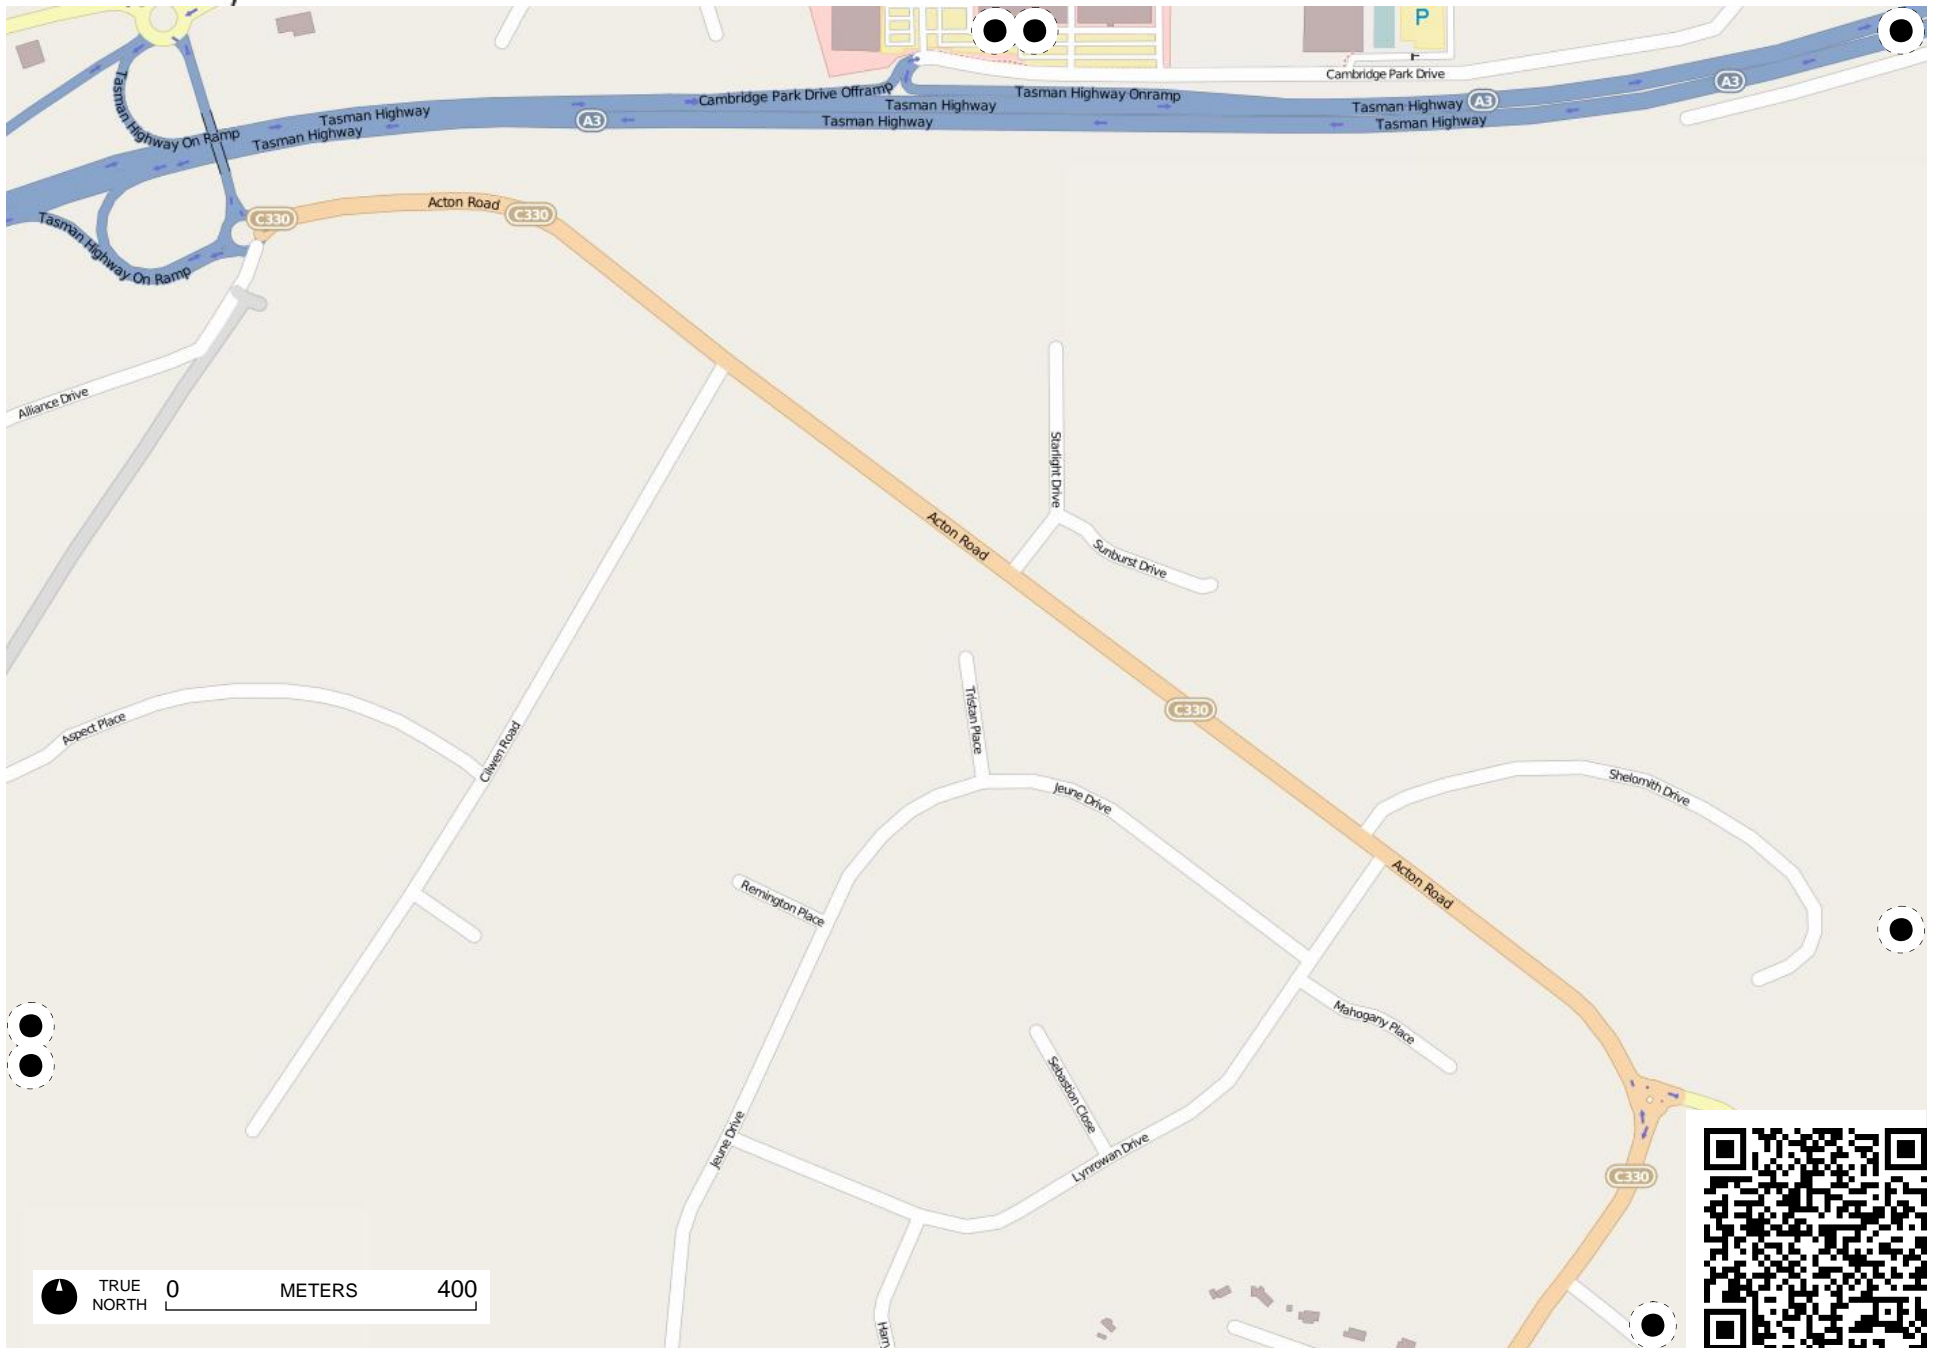 P
Cambridge Park Drive
A3
Tasman Highway On Ramp
Cambridge Park Drive Offramp
Tasman Highway Onramp
Tasman Highway
Tasman Highway
Tasman Highway
A3
A3
Tasman Highway
Tasman Highway
Tasman Highway
Tasman Highway On Ramp
C330
Acton Road
C330
Alliance Drive
Starlight Drive
Acton Road
Sunburst Drive
Tristan Place
C330
Aspect Place
Cilwen Road
Jeune Drive
Shelomith Drive
Remington Place
Acton Road
Mahogany Place
Sebastion Close
Jeune Drive
Lynrowan Drive
C330
TRUE NORTH
0 METERS 400